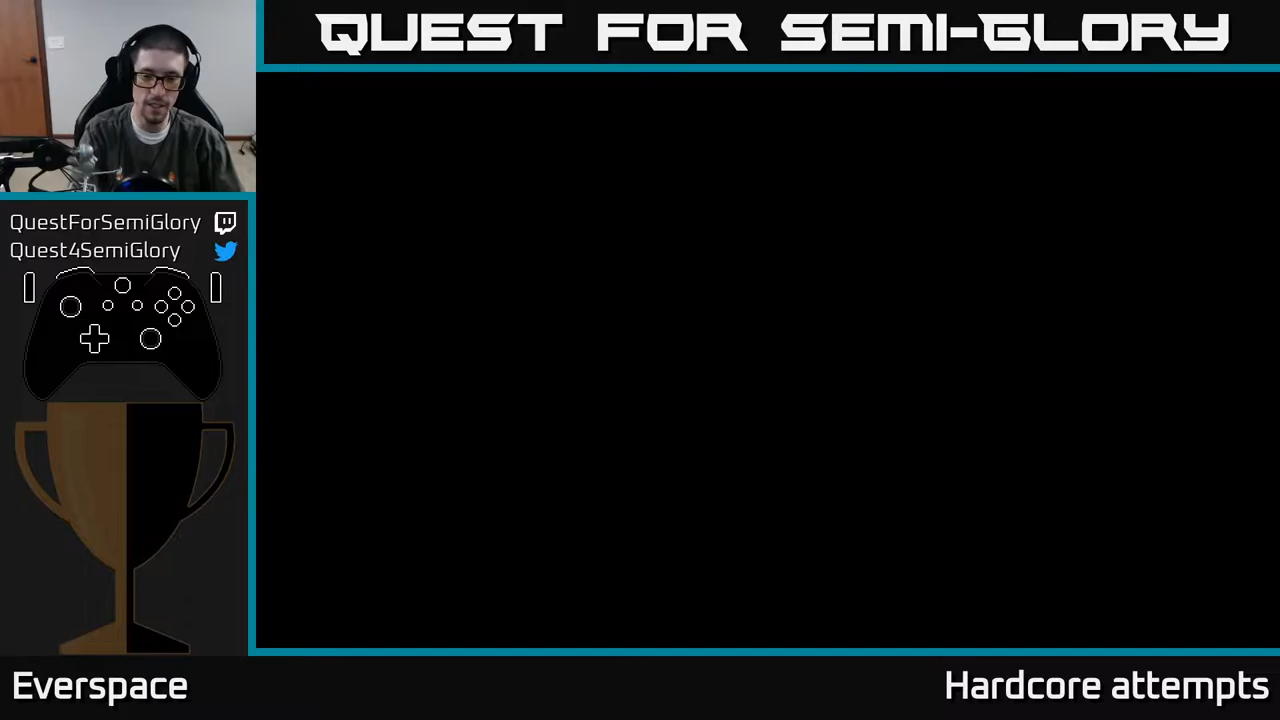 QUEST FOR SEMI-GLORY
QuestForSemiGlory
Quest4SemiGlory
Everspace
Hardcore attempts